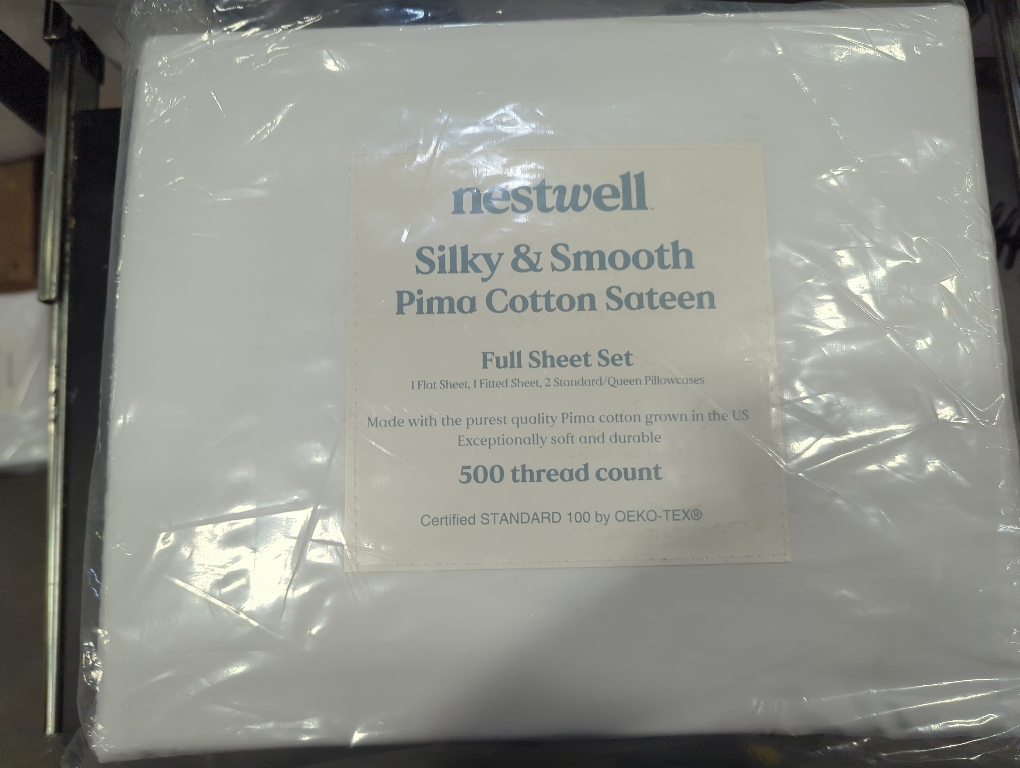 nestwell
Silky & Smooth
Pima Cotton Sateen
Full Sheet Set
1 Flat Sheet, 1 Fitted Sheet, 2 Standard/Queen Pillowcases
Made with the purest quality Pima cotton grown in the US
Exceptionally soft and durable
500 thread count
Certified STANDARD 100 by OEKO-TEX®